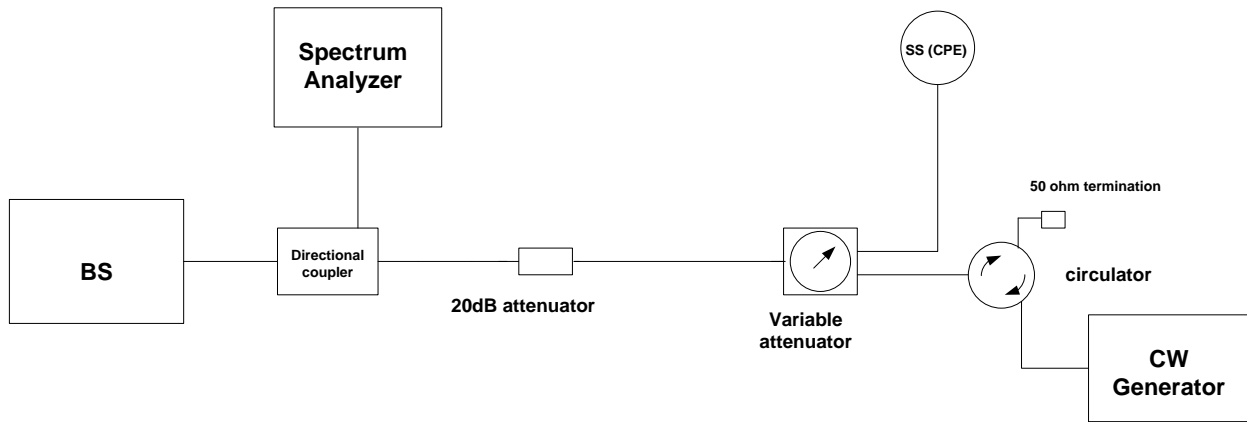 Spectrum
Analyzer
SS (CPE)
50 ohm termination
BS
Directional
coupler
20dB attenuator
Variable
attenuator
circulator
CW
Generator